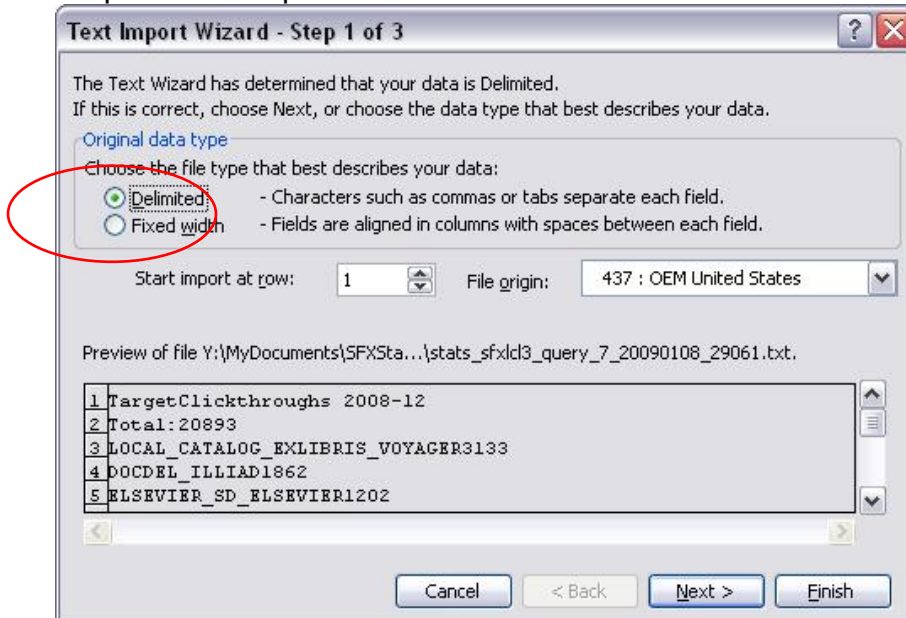 Text Import Wizard - Step 1 of 3
The Text Wizard has determined that your data is Delimited.
If this is correct, choose Next, or choose the data type that best describes your data.
Original data type
Choose the file type that best describes your data:
Delimited - Characters such as commas or tabs separate each field.
Fixed width - Fields are aligned in columns with spaces between each field.
Start import at row: 1 File origin: 437 : OEM United States
Preview of file Y:\MyDocuments\SFXSta...\stats_sfxlcl3_query_7_20090108_29061.txt.
1 TargetClickthroughs 2008-12
2 Total:20893
3 LOCAL_CATALOG_EXLIBRIS_VOYAGER3133
4 DOCDEL_ILLIAD1862
5 ELSEVIER_SD_ELSEVIER1202
Cancel < Back Next > Finish